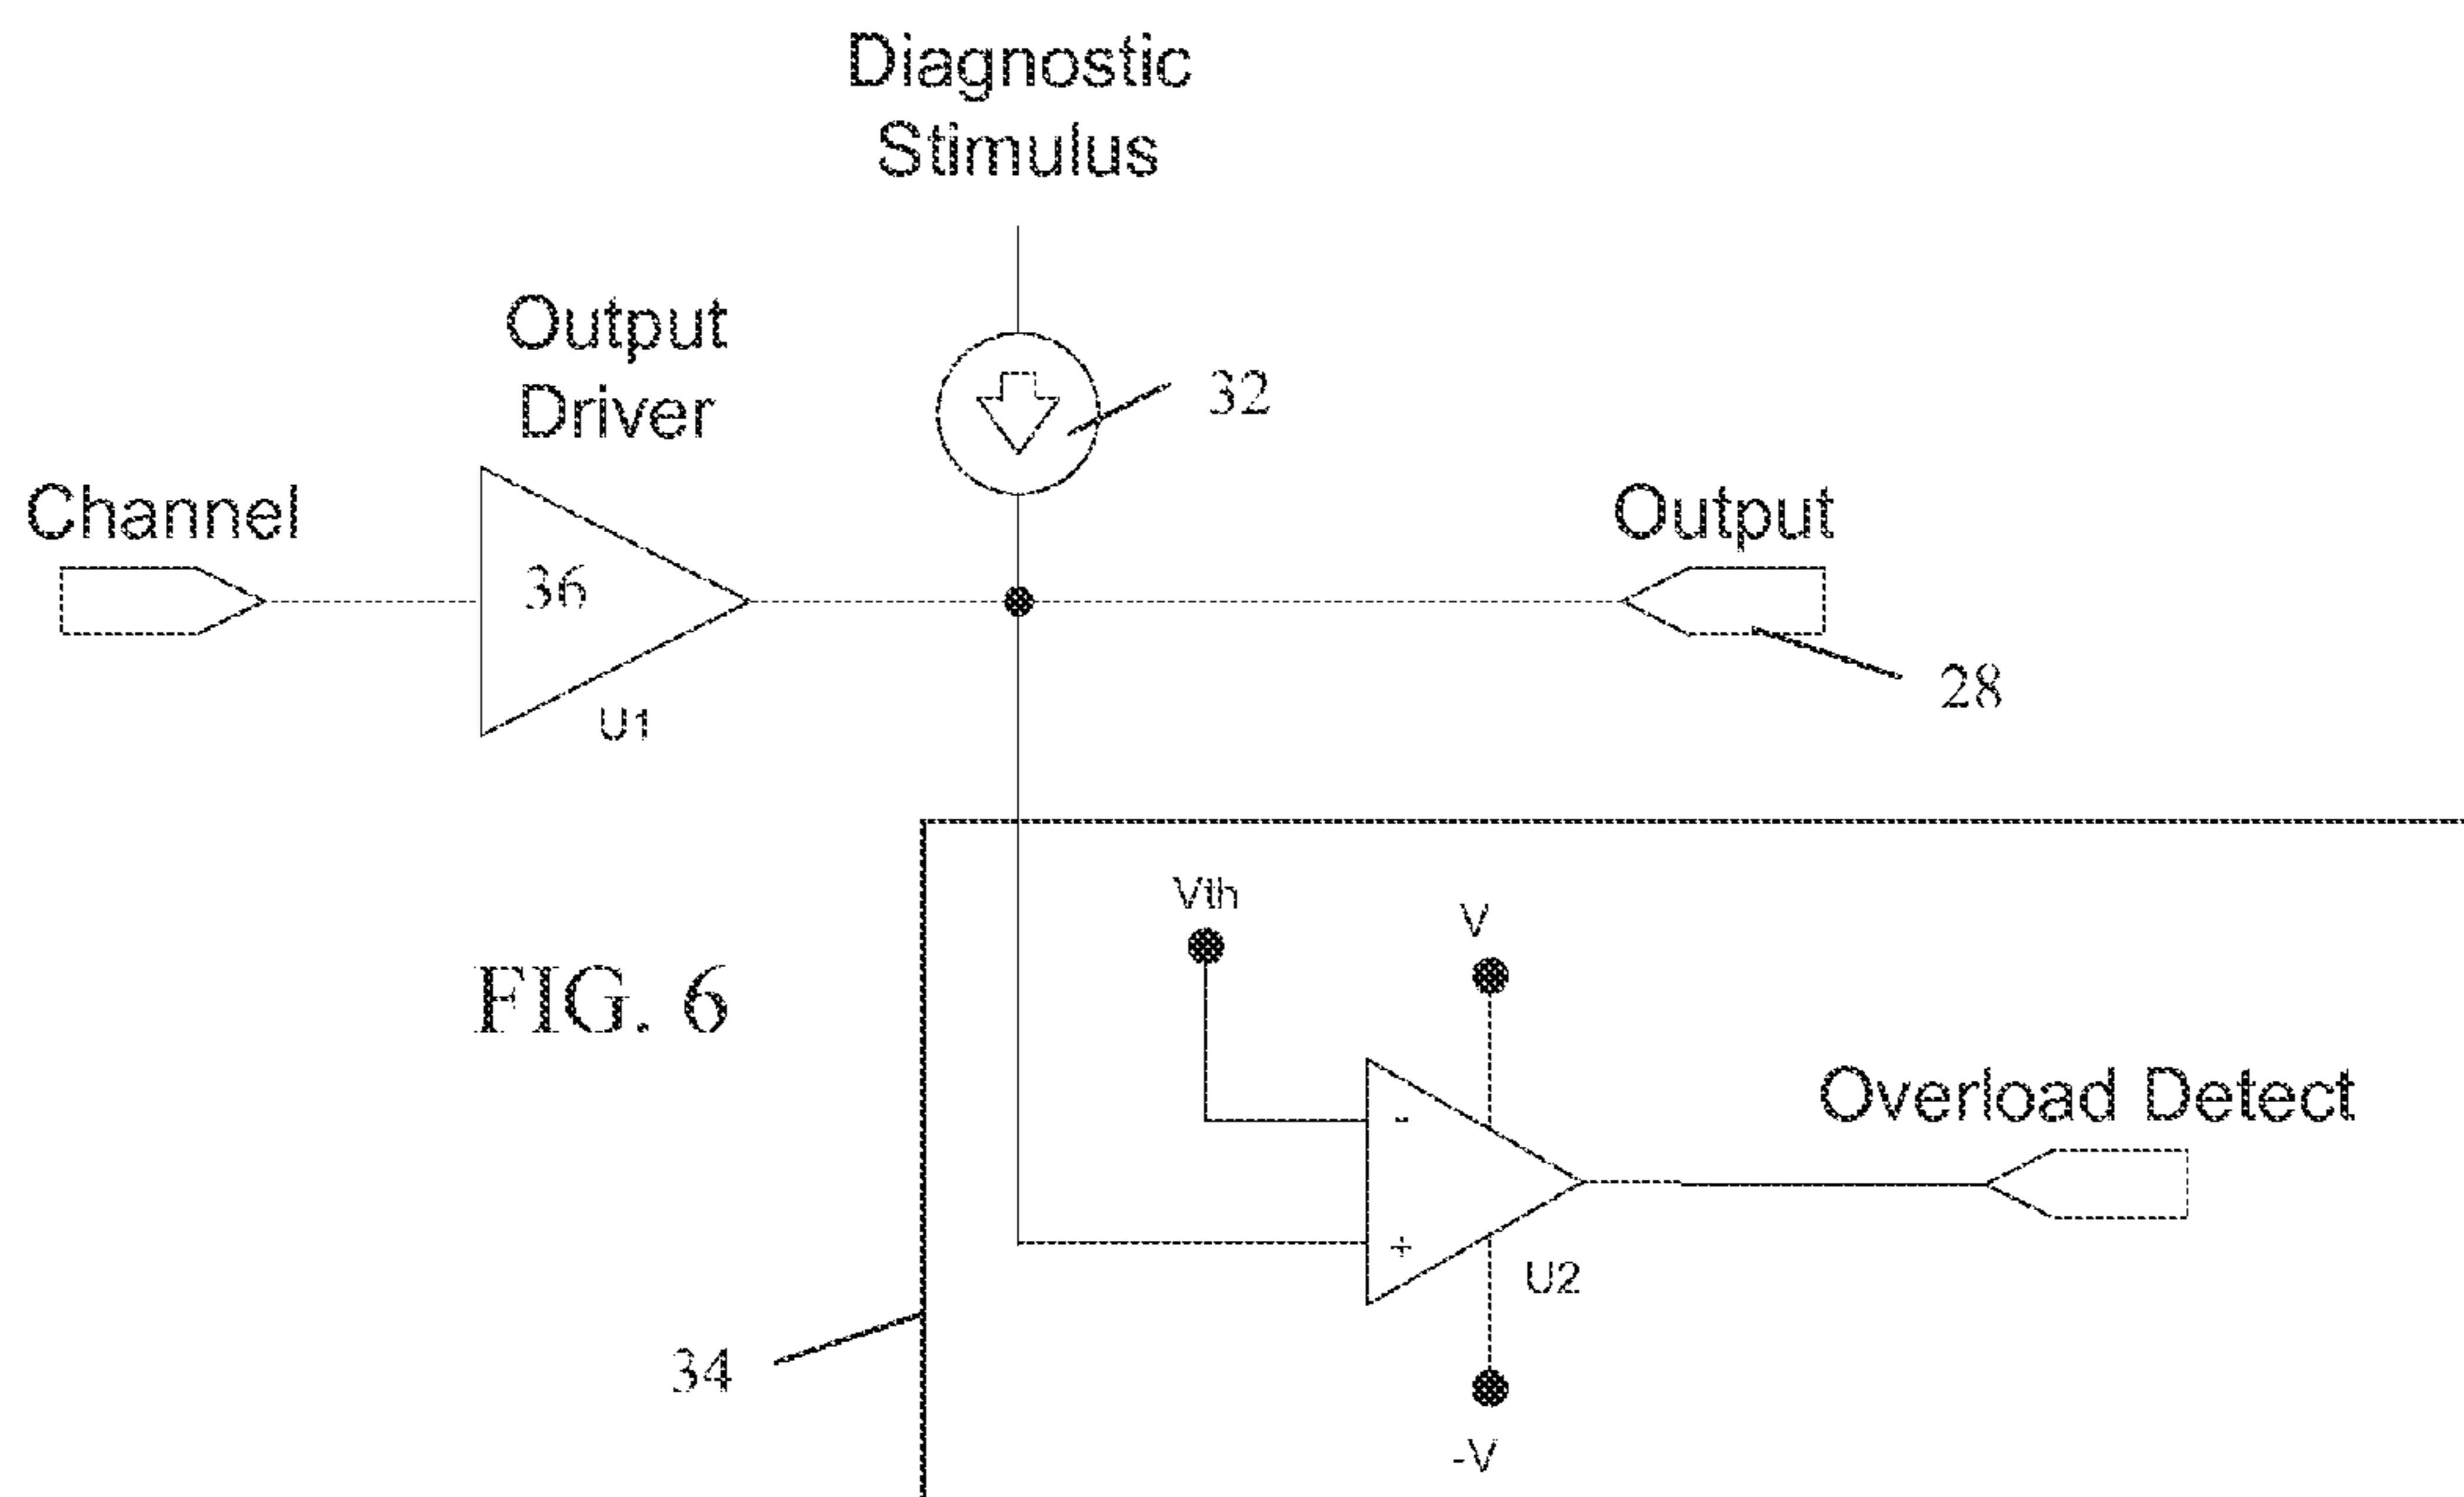 Diagnostic
Stimulus
Output
Driver
32
Channel
36
Output
U1
28
Vth
V
FIG. 6
-
Overload Detect
+
U2
34
-V